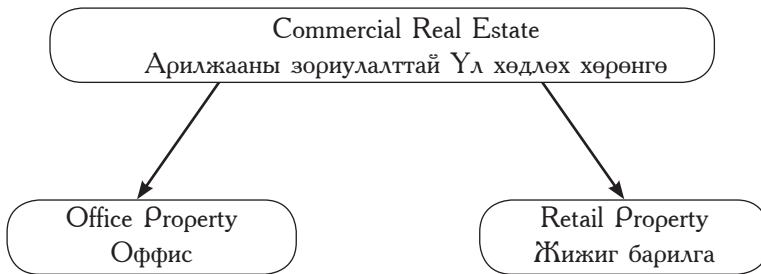 Commercial Real Estate
Арилжааны зориулалттай Үл хөдлөх хөрөнгө
Office Property
Оффис
Retail Property
Жижиг барилга